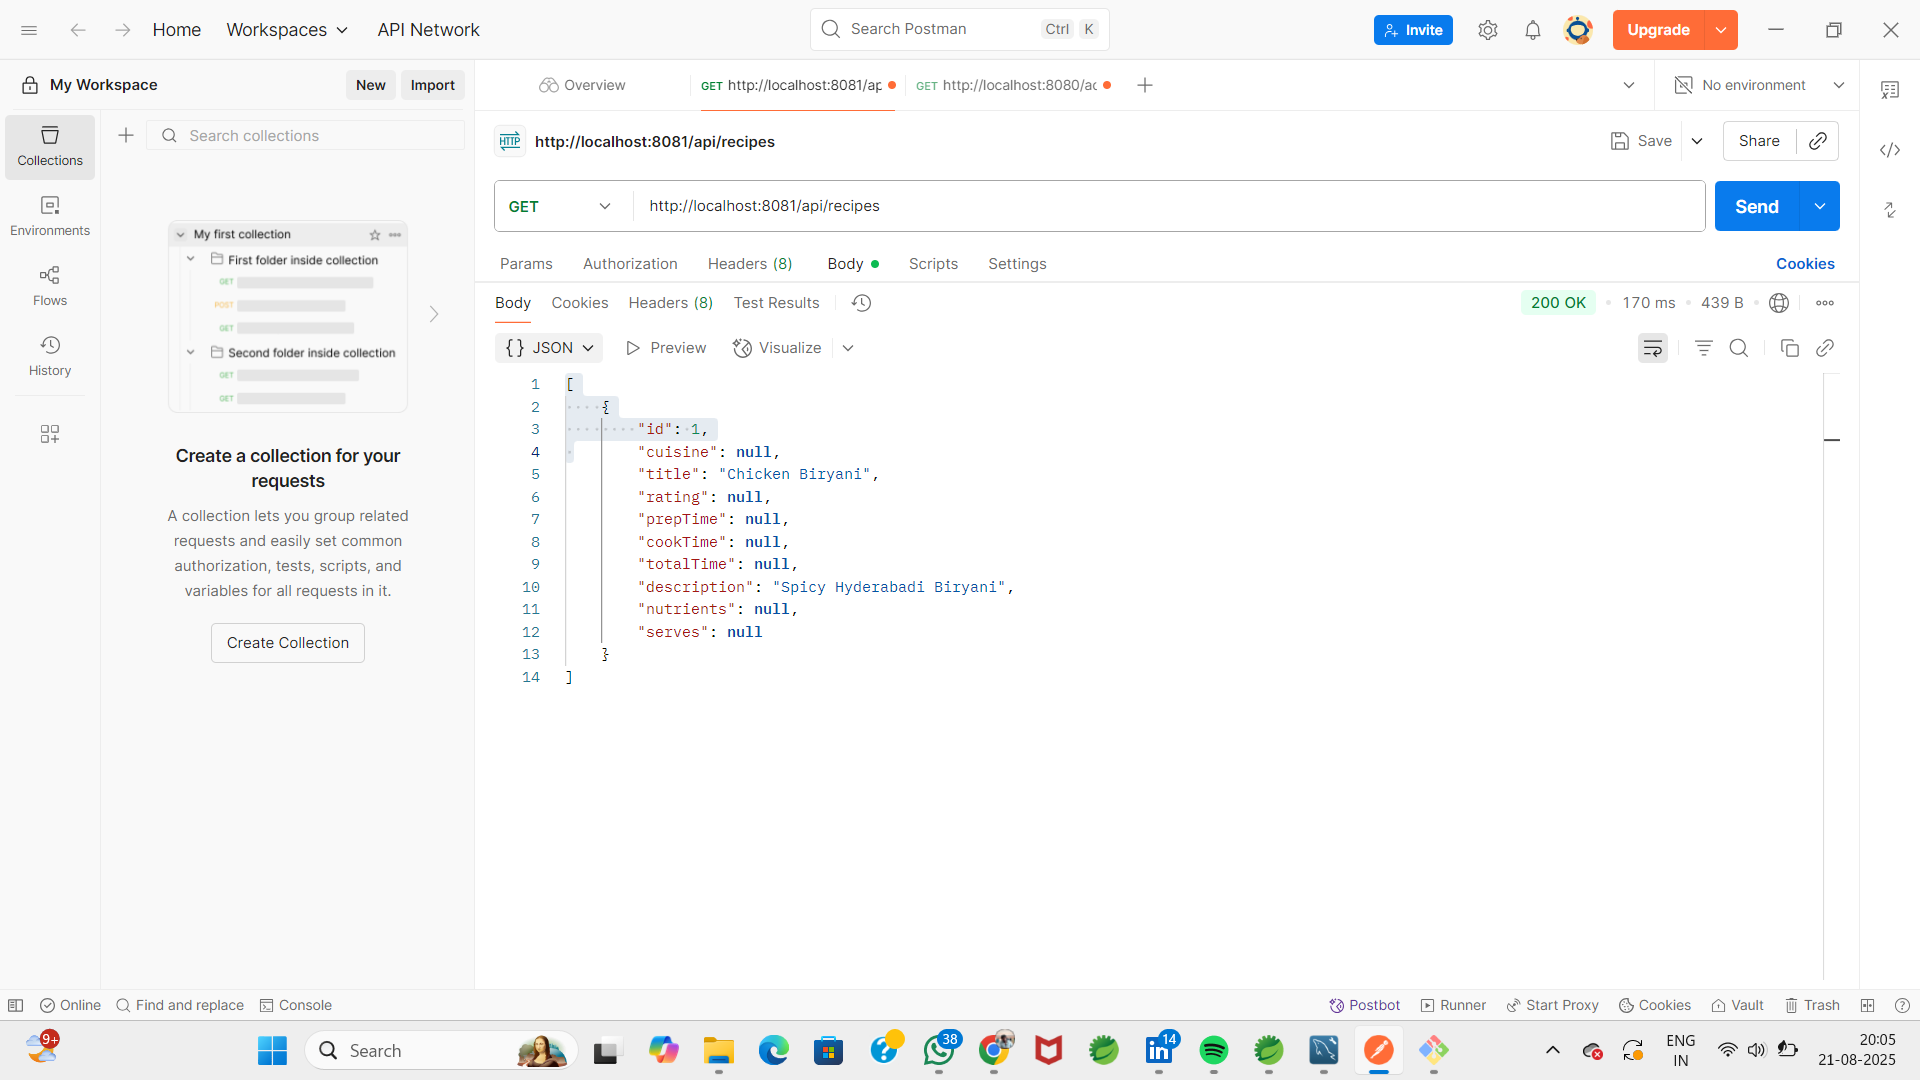 Home
Workspaces
API Network
Search Postman
Ctrl K
Invite
Upgrade
My Workspace
New
Import
Overview
GET http://localhost:8081/ap
GET http://localhost:8080/ac
No environment
Collections
Environments
Flows
History
Search collections
My first collection
First folder inside collection
GET
POST
GET
Second folder inside collection
GET
GET
Create a collection for your
requests
A collection lets you group related
requests and easily set common
authorization, tests, scripts, and
variables for all requests in it.
Create Collection
HTTP
http://localhost:8081/api/recipes
Save
Share
GET
http://localhost:8081/api/recipes
Send
Params
Authorization
Headers (8)
Body
Scripts
Settings
Cookies
Body
Cookies
Headers (8)
Test Results
200 OK
170 ms
439 B
{} JSON
Preview
Visualize
1 [
2 {
3 "id": 1,
4 "cuisine": null,
5 "title": "Chicken Biryani",
6 "rating": null,
7 "prepTime": null,
8 "cookTime": null,
9 "totalTime": null,
10 "description": "Spicy Hyderabadi Biryani",
11 "nutrients": null,
12 "serves": null
13 }
14 ]
Online
Find and replace
Console
Postbot
Runner
Start Proxy
Cookies
Vault
Trash
9+
Search
38
14
ENG
IN
20:05
21-08-2025